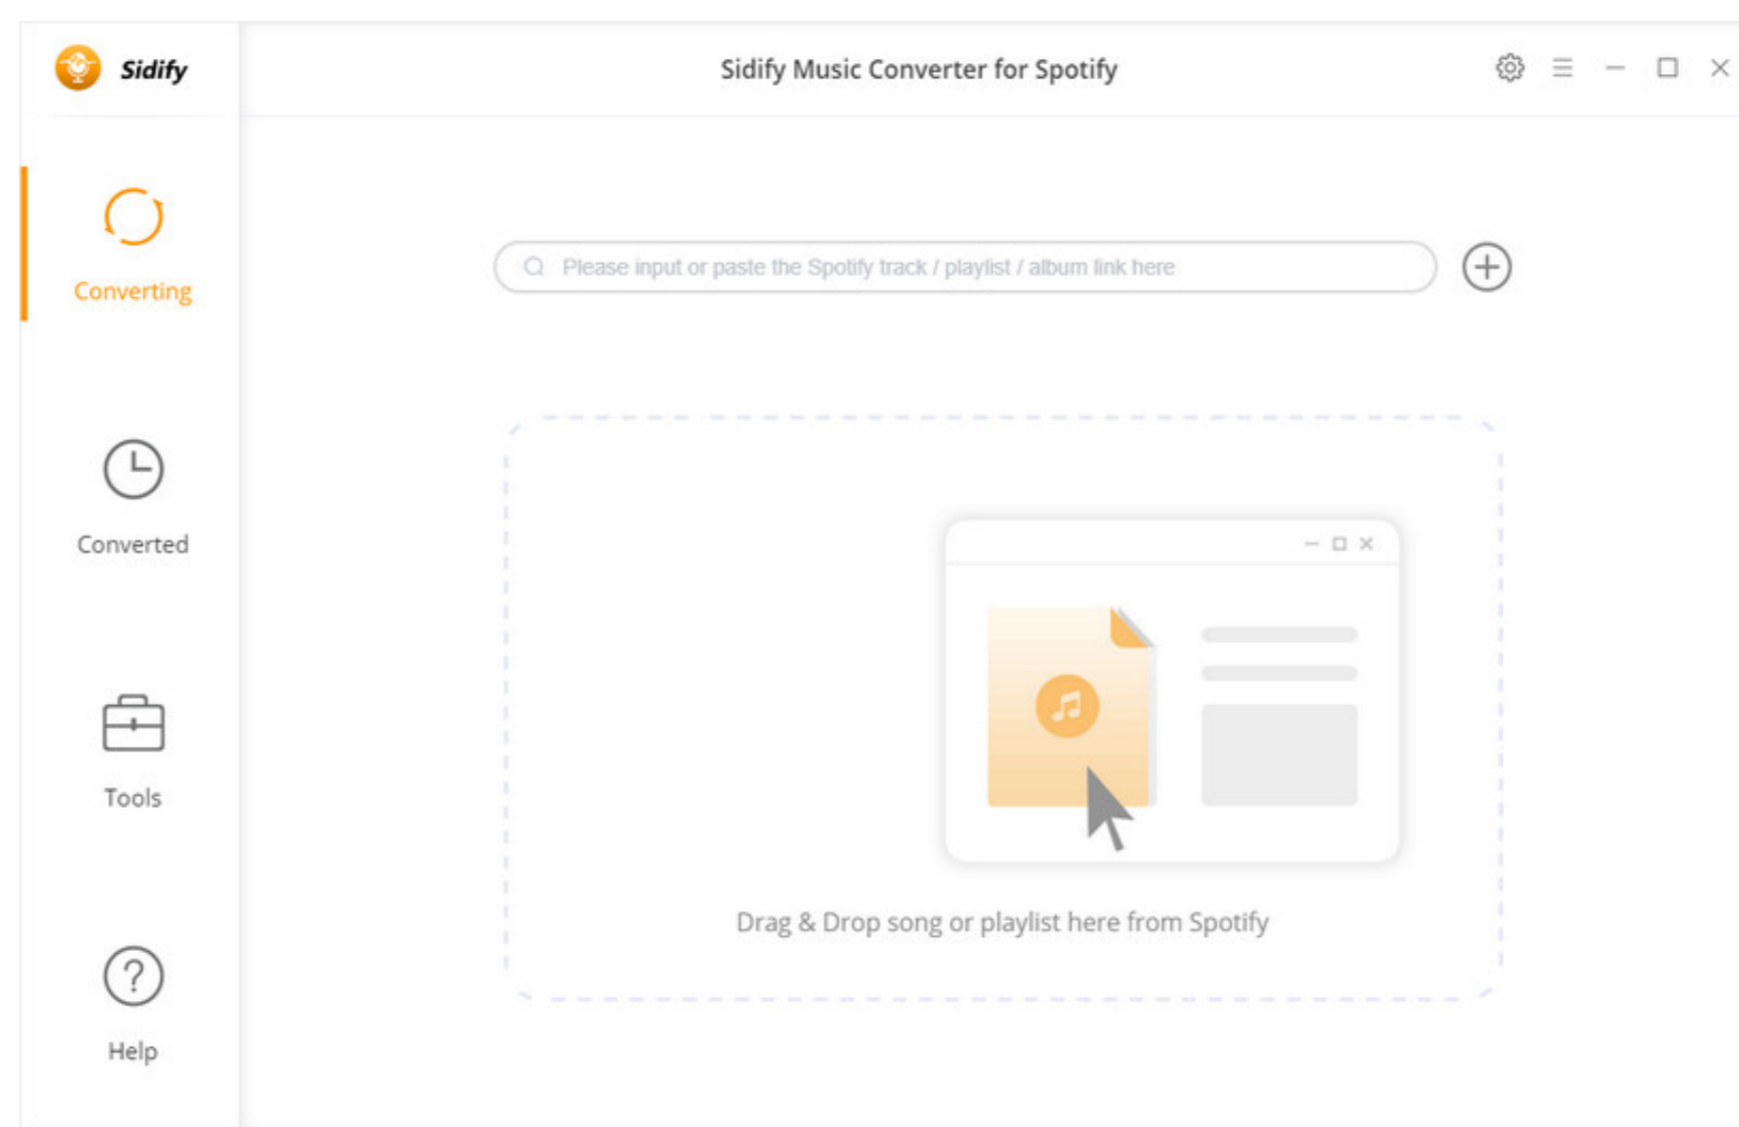 Sidify
Sidify Music Converter for Spotify
Converting
Please input or paste the Spotify track / playlist / album link here
Converted
Tools
Drag & Drop song or playlist here from Spotify
Help